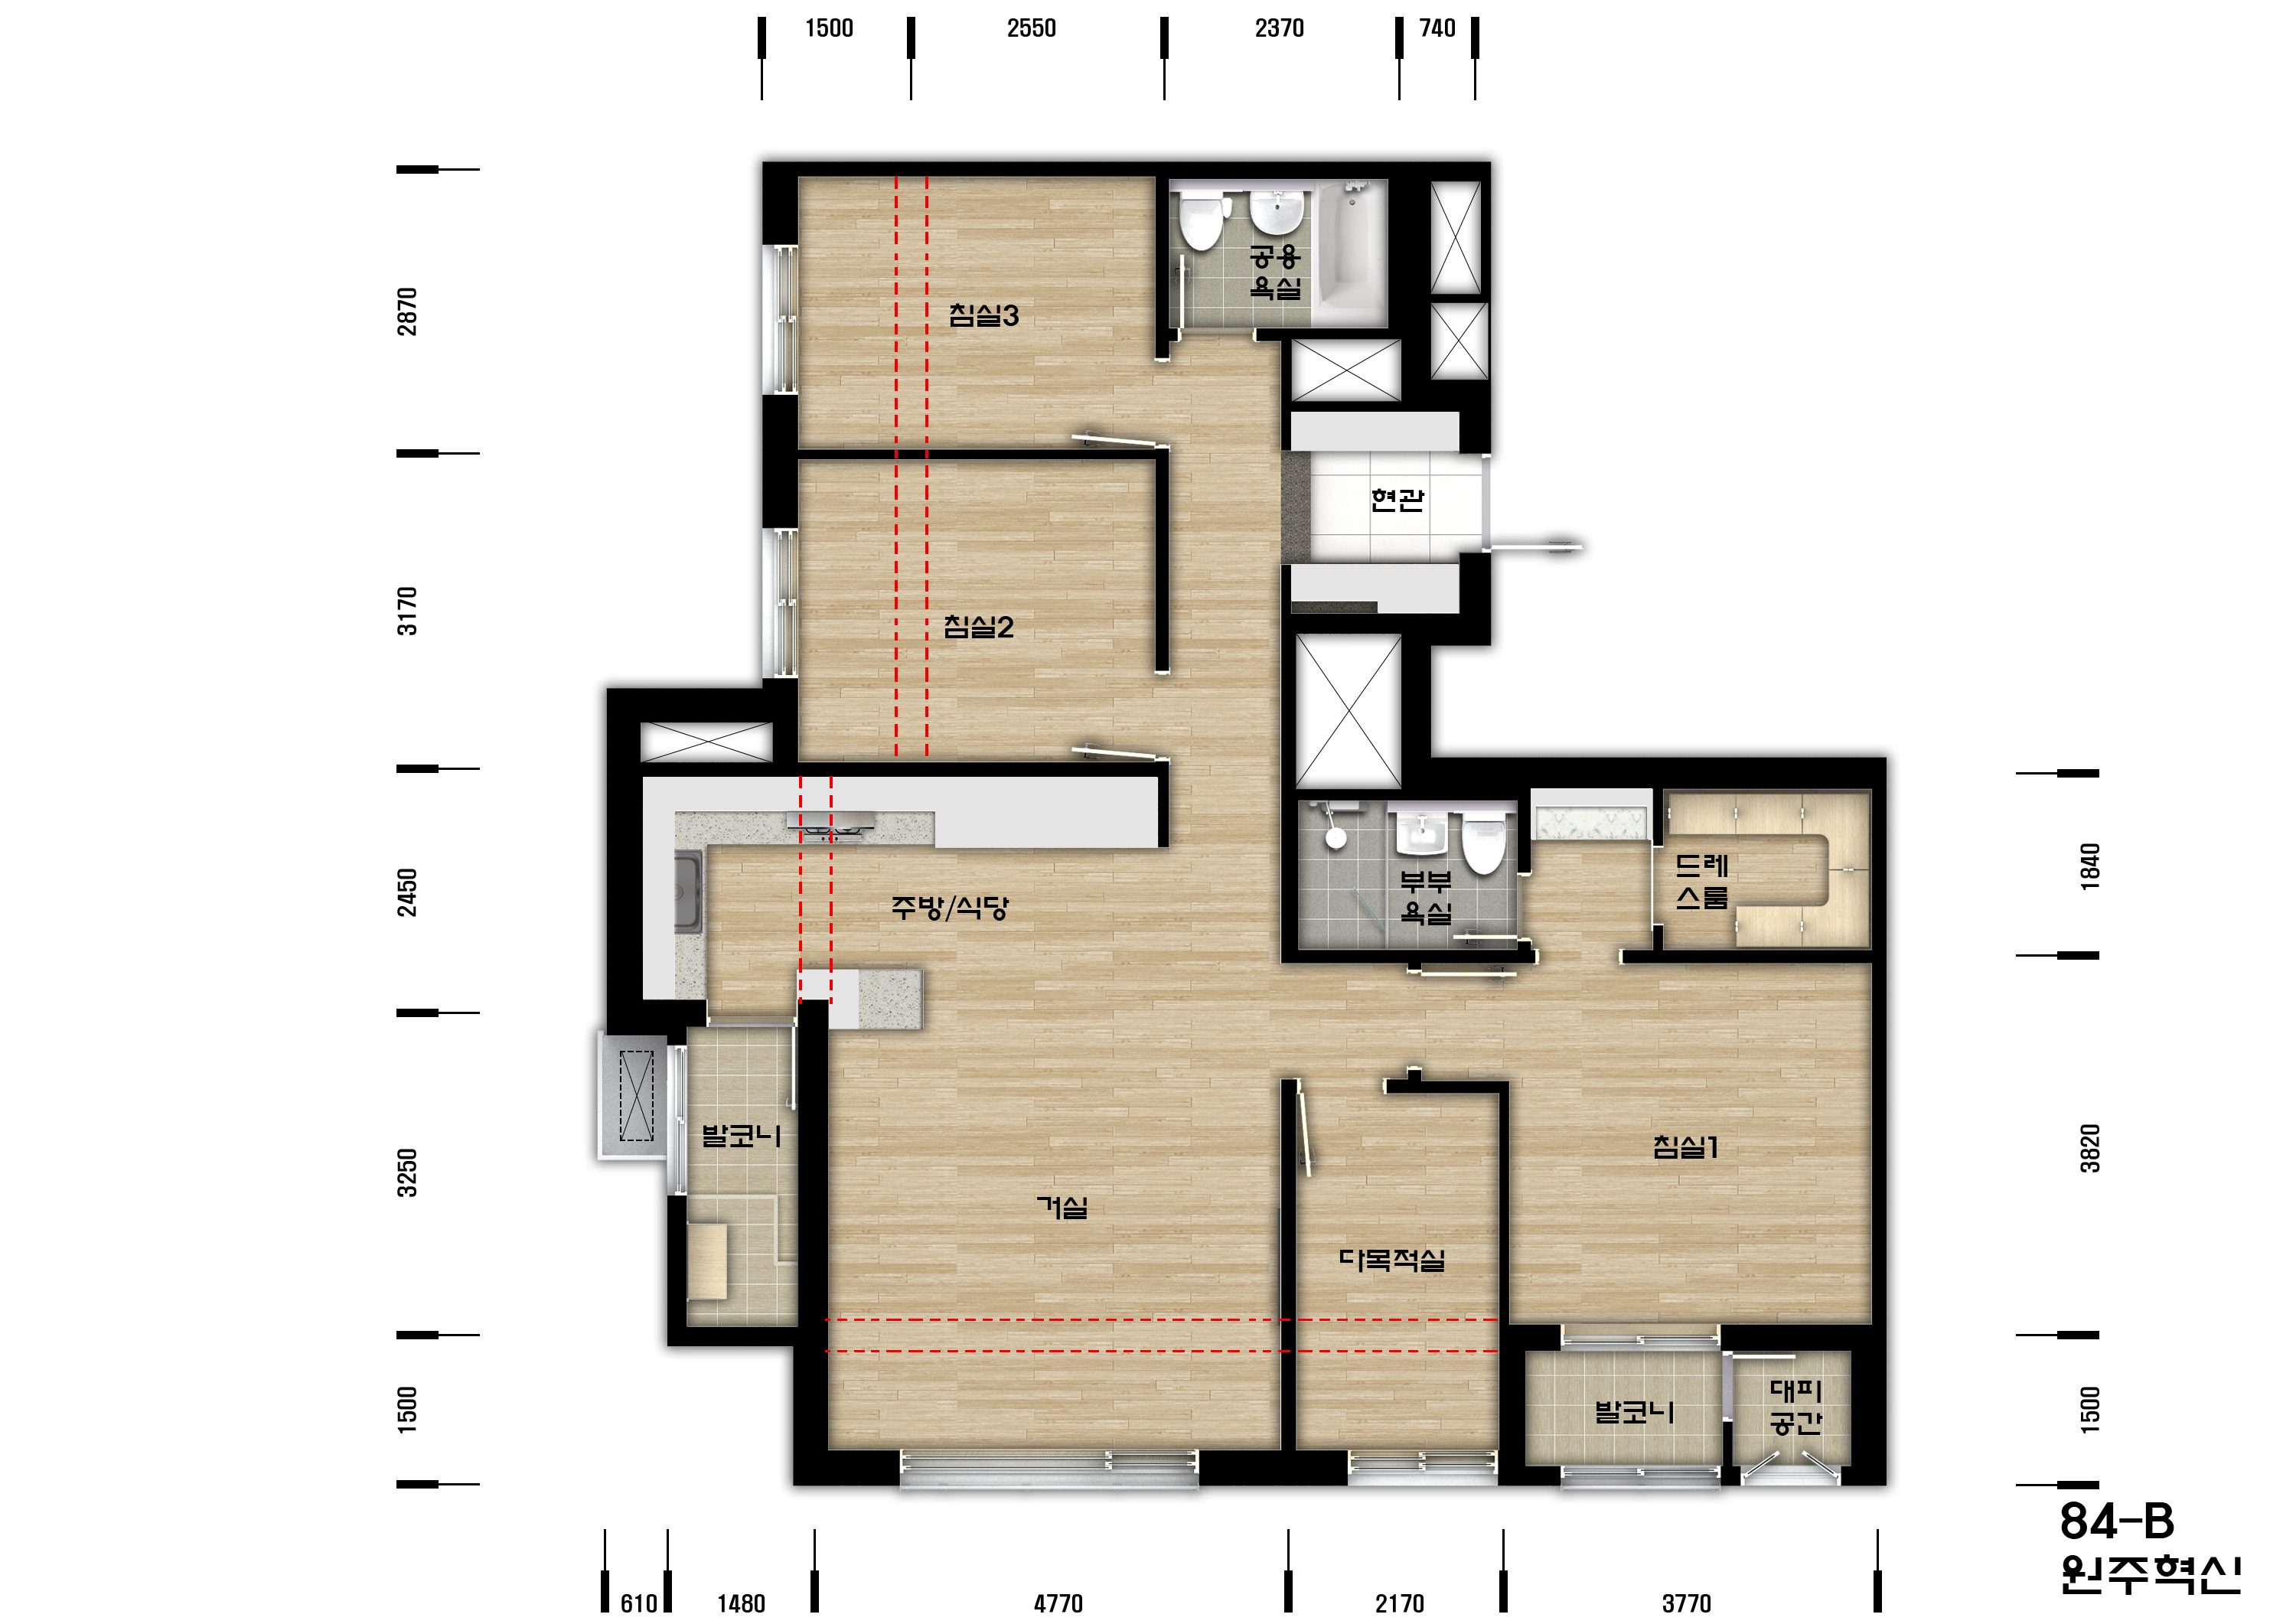 1500
2550
2370
740
2870
3170
2450
3250
1500
침실3
공용
욕실
현관
침실2
주방/식당
부부
욕실
드레
스룸
발코니
거실
다목적실
침실1
발코니
대피
공간
1840
3820
1500
610
1480
4770
2170
3770
84-B
원주혁신